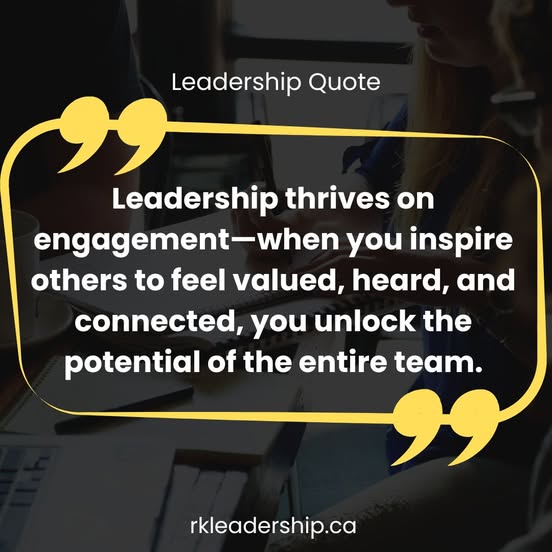 Leadership Quote
Leadership thrives on
engagement—when you inspire
others to feel valued, heard, and
connected, you unlock the
potential of the entire team.
rkleadership.ca